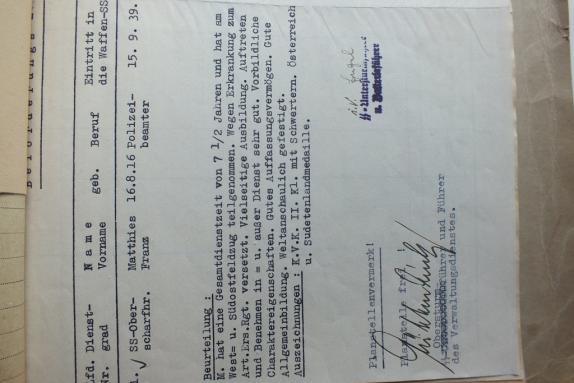 Beförderungs
Lfd. Dienst- Name geb. Beruf Eintritt in
Nr. grad Vorname die Waffen-SS
1. SS-Ober- Matthies 16.8.16 Polizei- 15. 9. 39.
scharfhr. Franz beamter
Beurteilung :
M. hat eine Gesamtdienstzeit von 7 1/2 Jahren und hat am
West= u. Südostfeldzug teilgenommen. Wegen Erkrankung zum
Art.Ers.Rgt. versetzt. Vielseitige Ausbildung. Auftreten
und Benehmen in = u. außer Dienst sehr gut. Vorbildliche
Charaktereigenschaften. Gutes Auffassungsvermögen. Gute
Allgemeinbildung. Weltanschaulich gefestigt.
Auszeichnungen : K.V.K. II. Kl. mit Schwertern. Österreich
u. Sudetenlandmedaille.
Planstellenvermerk!
Planstelle frei!
führer und Führer
des Verwaltungsdienstes.